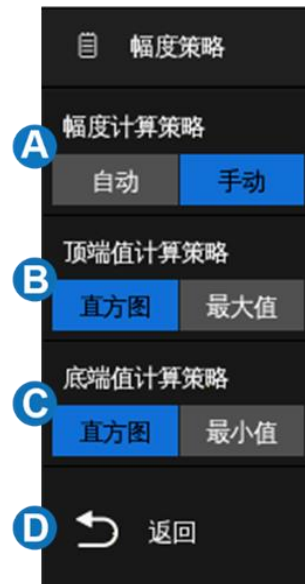 幅度策略
A
幅度计算策略
自动 手动
顶端值计算策略
B
直方图 最大值
底端值计算策略
C
直方图 最小值
D 返回